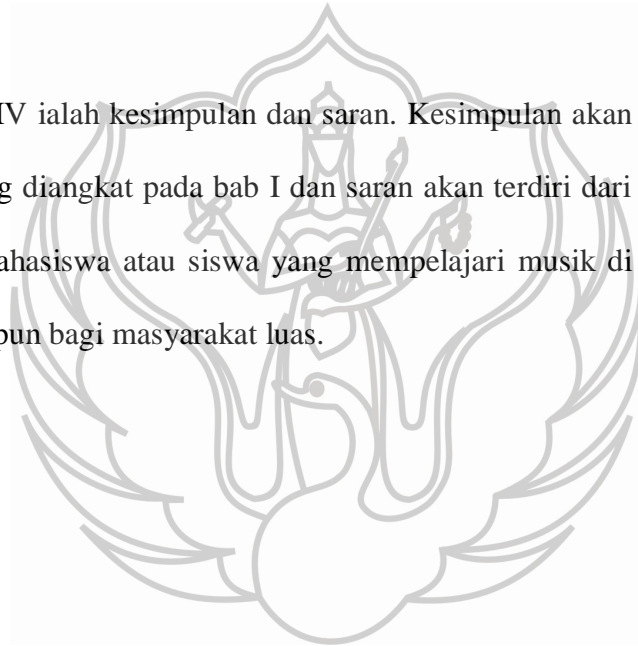 IV ialah kesimpulan dan saran. Kesimpulan akan
g diangkat pada bab I dan saran akan terdiri dari
ahasiswa atau siswa yang mempelajari musik di
pun bagi masyarakat luas.